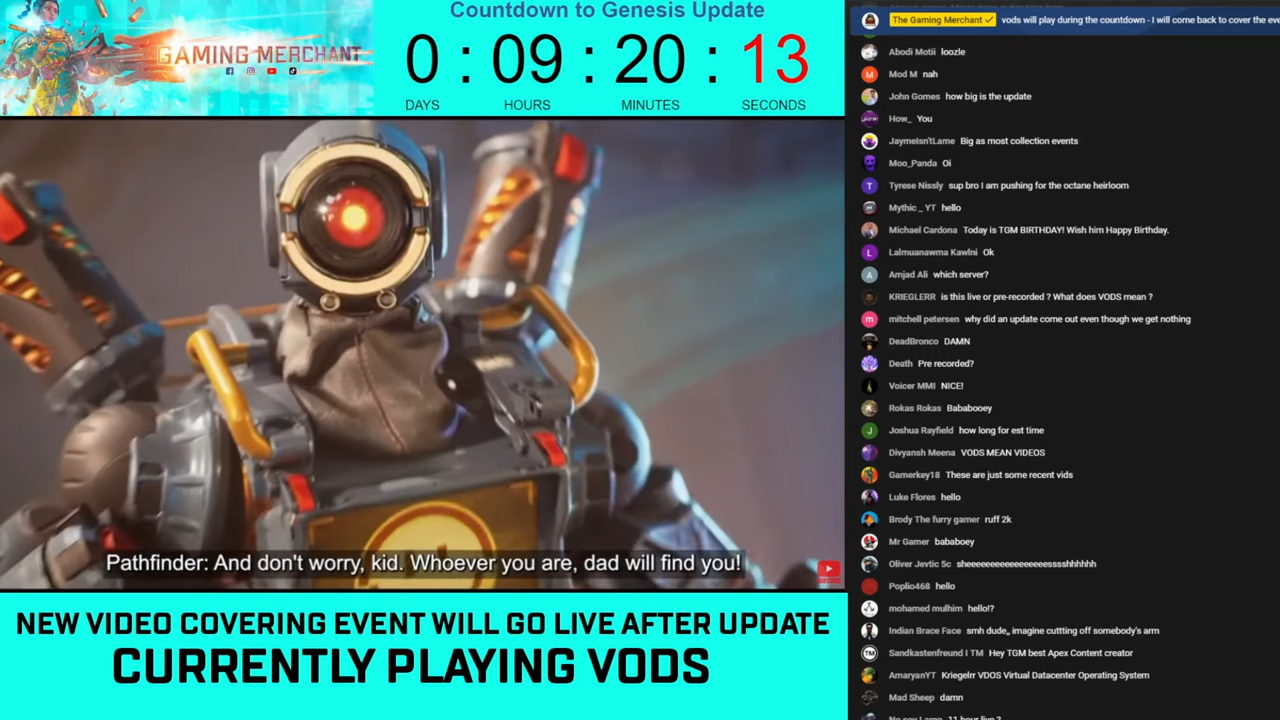 Countdown to Genesis Update
GAMING MERCHANT
0 : 09 : 20 : 13
DAYS HOURS MINUTES SECONDS
Pathfinder: And don't worry, kid. Whoever you are, dad will find you!
NEW VIDEO COVERING EVENT WILL GO LIVE AFTER UPDATE
CURRENTLY PLAYING VODS
The Gaming Merchant vods will play during the countdown - I will come back to cover the eve
Abodi Motii loozle
M Mod M nah
John Gomes how big is the update
How_ You
JaymeIsn'tLame Big as most collection events
Moo_Panda Oi
T Tyrese Nissly sup bro I am pushing for the octane heirloom
Mythic _ YT hello
Michael Cardona Today is TGM BIRTHDAY! Wish him Happy Birthday.
L Lalmuanawma Kawlni Ok
A Amjad Ali which server?
KRIEGLERR is this live or pre-recorded ? What does VODS mean ?
m mitchell petersen why did an update come out even though we get nothing
DeadBronco DAMN
Death Pre recorded?
Voicer MMI NICE!
Rokas Rokas Bababooey
J Joshua Rayfield how long for est time
Divyansh Meena VODS MEAN VIDEOS
Gamerkey18 These are just some recent vids
Luke Flores hello
Brody The furry gamer ruff 2k
Mr Gamer bababoey
Oliver Jevtic 5c sheeeeeeeeeeeeeeeesssshhhhhh
Poplio468 hello
mohamed mulhim hello!?
Indian Brace Face smh dude,, imagine cuttting off somebody's arm
TM Sandkastenfreund I TM Hey TGM best Apex Content creator
AmaryanYT Kriegelrr VDOS Virtual Datacenter Operating System
Mad Sheep damn